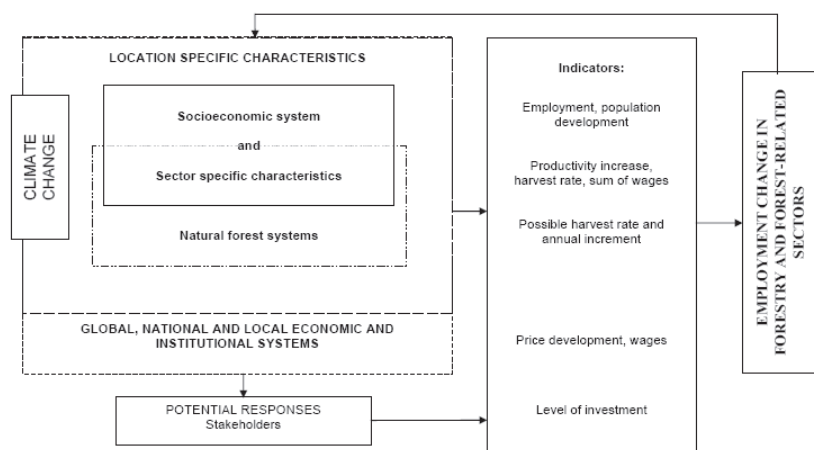 LOCATION SPECIFIC CHARACTERISTICS
CLIMATE
CHANGE
Socioeconomic system
and
Sector specific characteristics
Natural forest systems
GLOBAL, NATIONAL AND LOCAL ECONOMIC AND
INSTITUTIONAL SYSTEMS
POTENTIAL RESPONSES
Stakeholders
Indicators:
Employment, population
development
Productivity increase,
harvest rate, sum of wages
Possible harvest rate and
annual increment
Price development, wages
Level of investment
EMPLOYMENT CHANGE IN
FORESTRY AND FOREST-RELATED
SECTORS